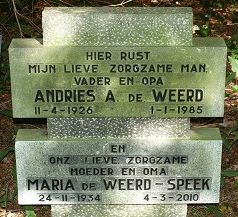 HIER RUST
MIJN LIEVE ZORGZAME MAN
VADER EN OPA
ANDRIES A. DE WEERD
11-4-1926 1-1-1985
EN
ONZE LIEVE ZORGZAME
MOEDER EN OMA
MARIA DE WEERD - SPEEK
24-11-1934 4-3-2010